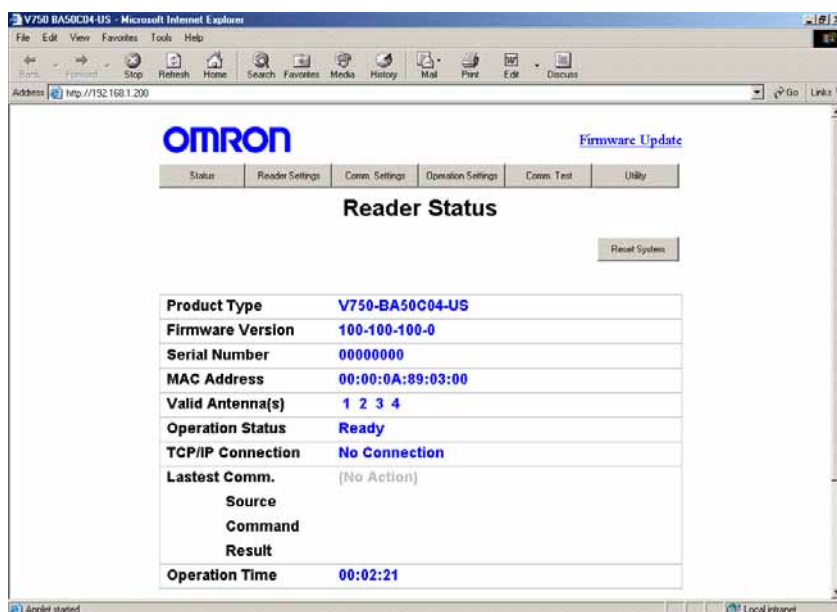 V750 BA50C04-US - Microsoft Internet Explorer
File Edit View Favorites Tools Help
Back Forward Stop Refresh Home Search Favorites Media History Mail Print Edit Discuss
Address http://192.168.1.200 Go Links
OMRON
Firmware Update
Status Reader Settings Comm. Settings Operation Settings Comm. Test Utility
Reader Status
Reset System
Product Type V750-BA50C04-US
Firmware Version 100-100-100-0
Serial Number 00000000
MAC Address 00:00:0A:89:03:00
Valid Antenna(s) 1 2 3 4
Operation Status Ready
TCP/IP Connection No Connection
Lastest Comm. (No Action)
Source
Command
Result
Operation Time 00:02:21
Applet started Local intranet